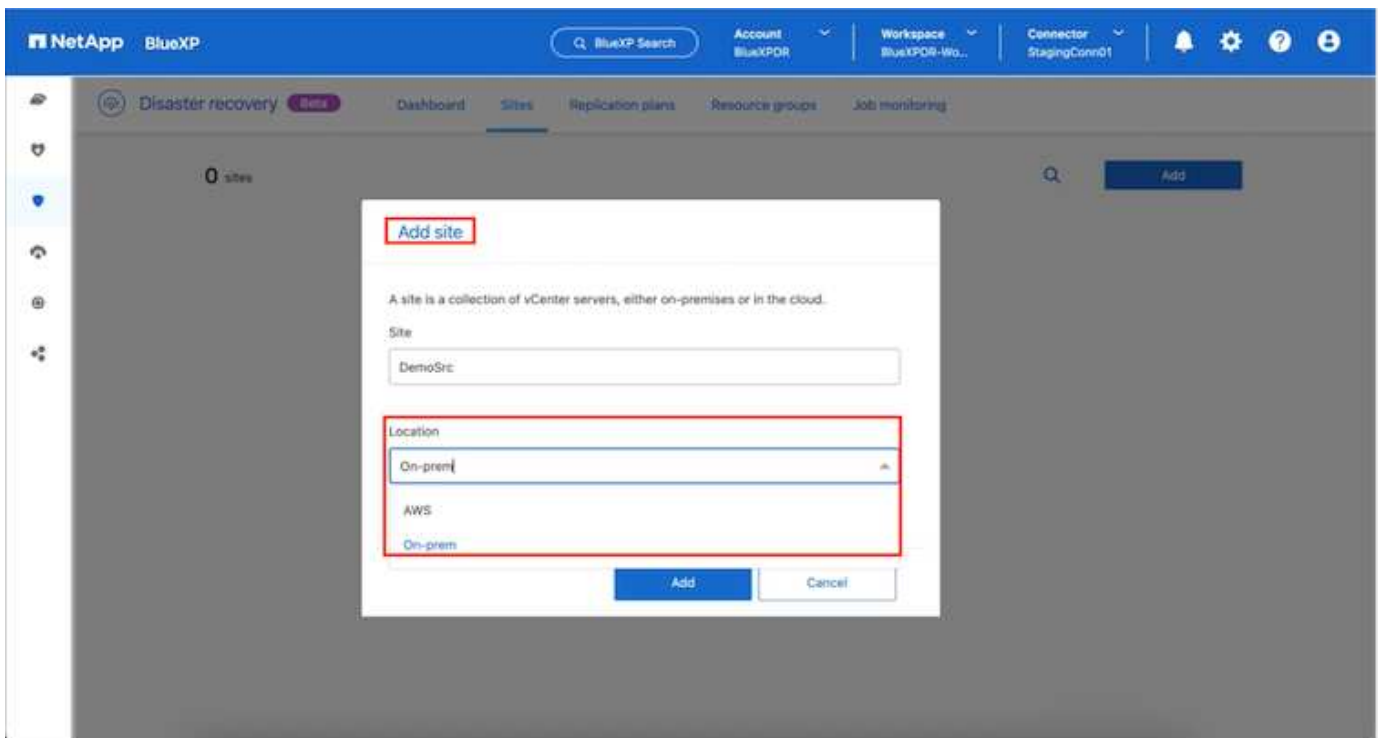 NetApp BlueXP
BlueXP Search
Account
BlueXPDR
Workspace
BlueXPDR-Wo...
Connector
StagingConn01
Disaster recovery Beta
Dashboard Sites Replication plans Resource groups Job monitoring
0 sites
Add
Add site
A site is a collection of vCenter servers, either on-premises or in the cloud.
Site
DemoSrc
Location
On-prem
AWS
On-prem
Add Cancel